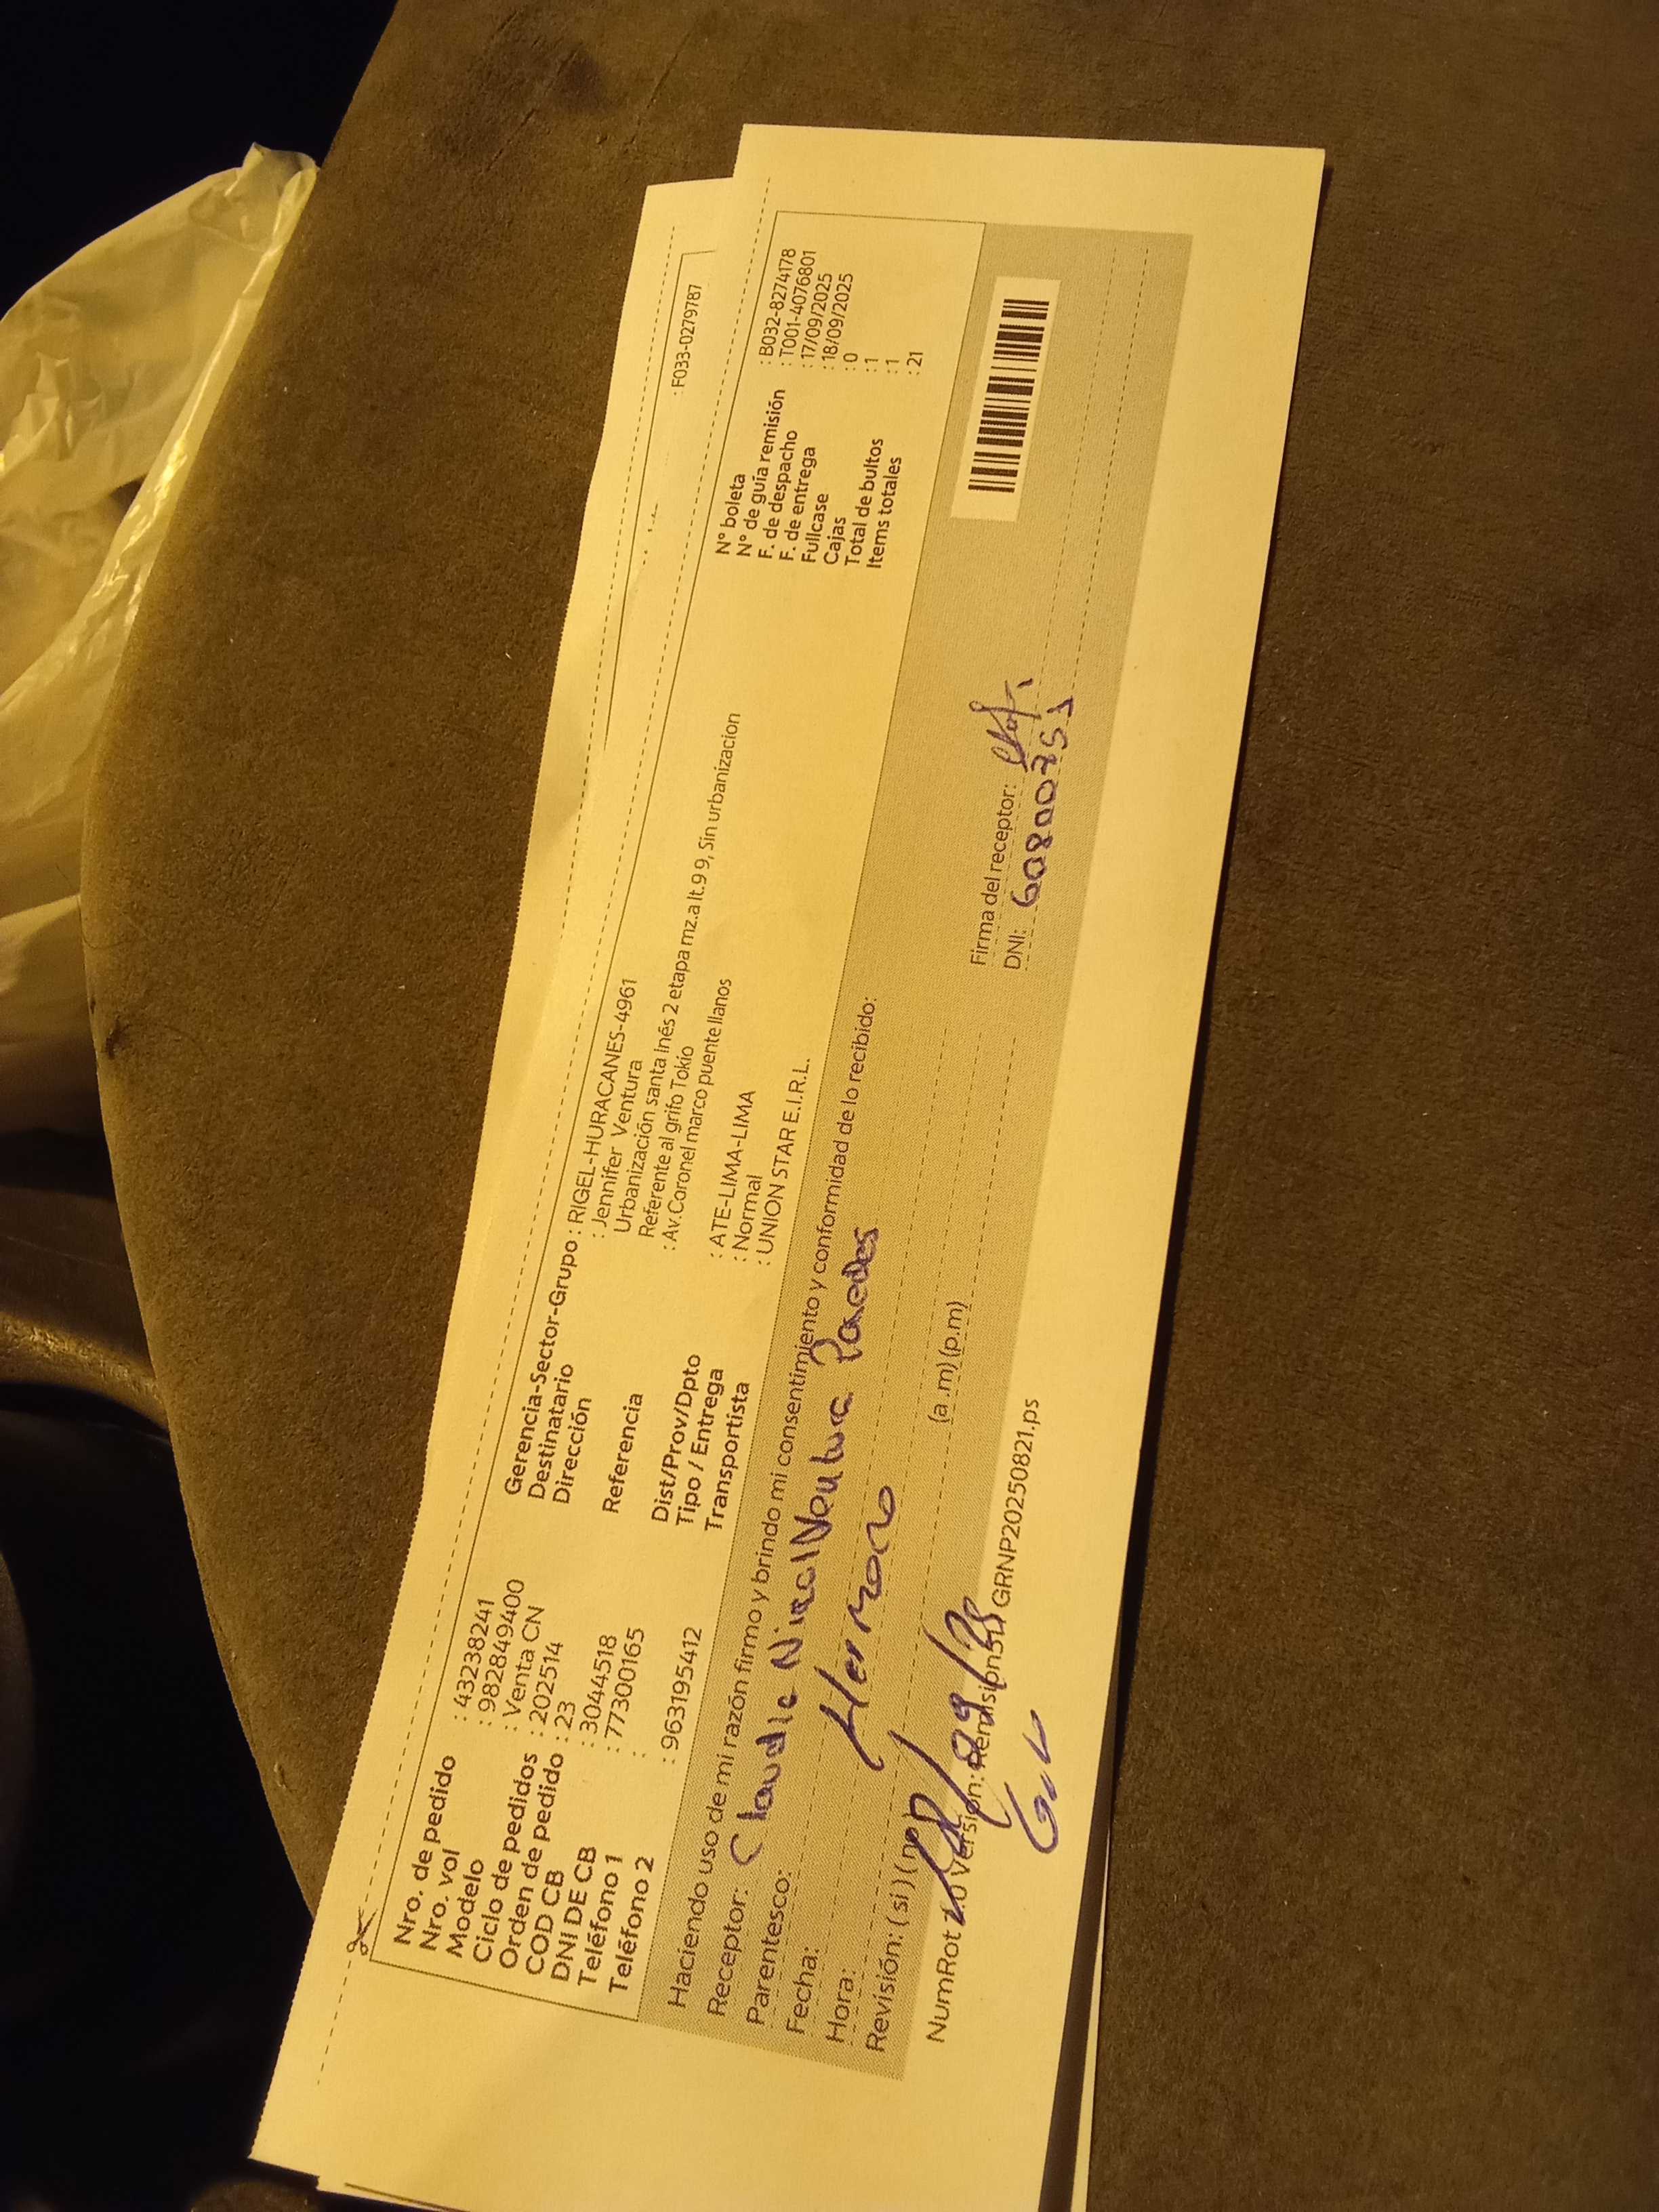 : F033-0279787
Nro. de pedido : 43238241
Nro. vol : 9828849400
Modelo : Venta CN
Ciclo de pedidos : 202514
Orden de pedido : 23
COD CB : 3044518
DNI DE CB : 77300165
Teléfono 1 :
Teléfono 2 : 963195412
Gerencia-Sector-Grupo : RIGEL-HURACANES-4961
Destinatario : Jennifer Ventura
Dirección Urbanización santa Inés 2 etapa mz.a lt.9 9, Sin urbanizacion
Referente al grifo Tokio
Referencia : Av.Coronel marco puente llanos
Dist/Prov/Dpto : ATE-LIMA-LIMA
Tipo / Entrega : Normal
Transportista : UNION STAR E.I.R.L.
N° boleta : B032-8274178
N° de guía remisión : T001-4076801
F. de despacho : 17/09/2025
F. de entrega : 18/09/2025
Fullcase : 0
Cajas : 1
Total de bultos : 1
Items totales : 21
Haciendo uso de mi razón firmo y brindo mi consentimiento y conformidad de lo recibido:
Receptor: Ventura Paredes
Parentesco: Hermano
Fecha:
Hora: (a .m) (p.m)
Revisión: ( si ) ( no
Firma del receptor:
DNI:
NumRot Versión: GRNP20250821.ps